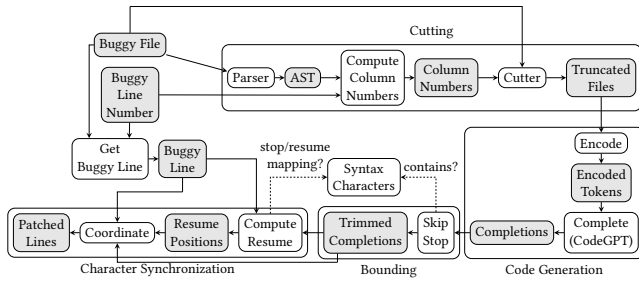 Cutting
Buggy File
Buggy
Line
Number
Parser
AST
Compute
Column
Numbers
Column
Numbers
Cutter
Truncated
Files
Get
Buggy Line
Buggy
Line
stop/resume
mapping?
Syntax
Characters
contains?
Encode
Encoded
Tokens
Complete
(CodeGPT)
Completions
Code Generation
Skip
Stop
Trimmed
Completions
Bounding
Compute
Resume
Resume
Positions
Coordinate
Patched
Lines
Character Synchronization